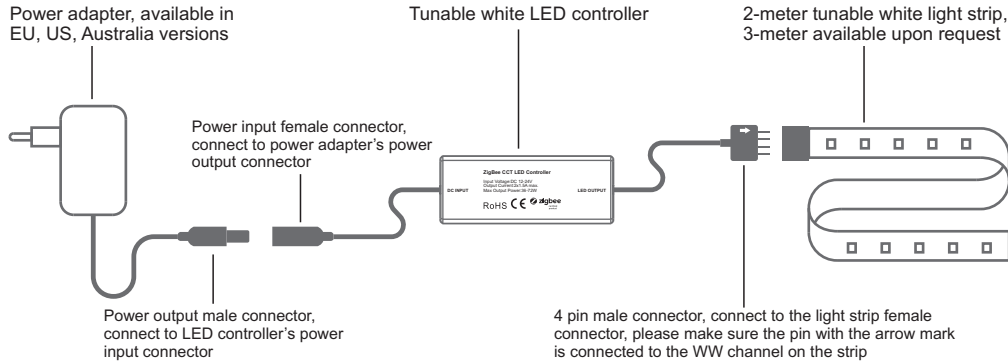 Power adapter, available in
EU, US, Australia versions
Tunable white LED controller
2-meter tunable white light strip,
3-meter available upon request
Power input female connector,
connect to power adapter's power
output connector
ZigBee CCT LED Controller
Input Voltage:DC 12-24V
Output Current:2x1.5A max.
Max Output Power:36-72W
DC INPUT
LED OUTPUT
RoHS CE zigbee
Power output male connector,
connect to LED controller's power
input connector
4 pin male connector, connect to the light strip female
connector, please make sure the pin with the arrow mark
is connected to the WW channel on the strip